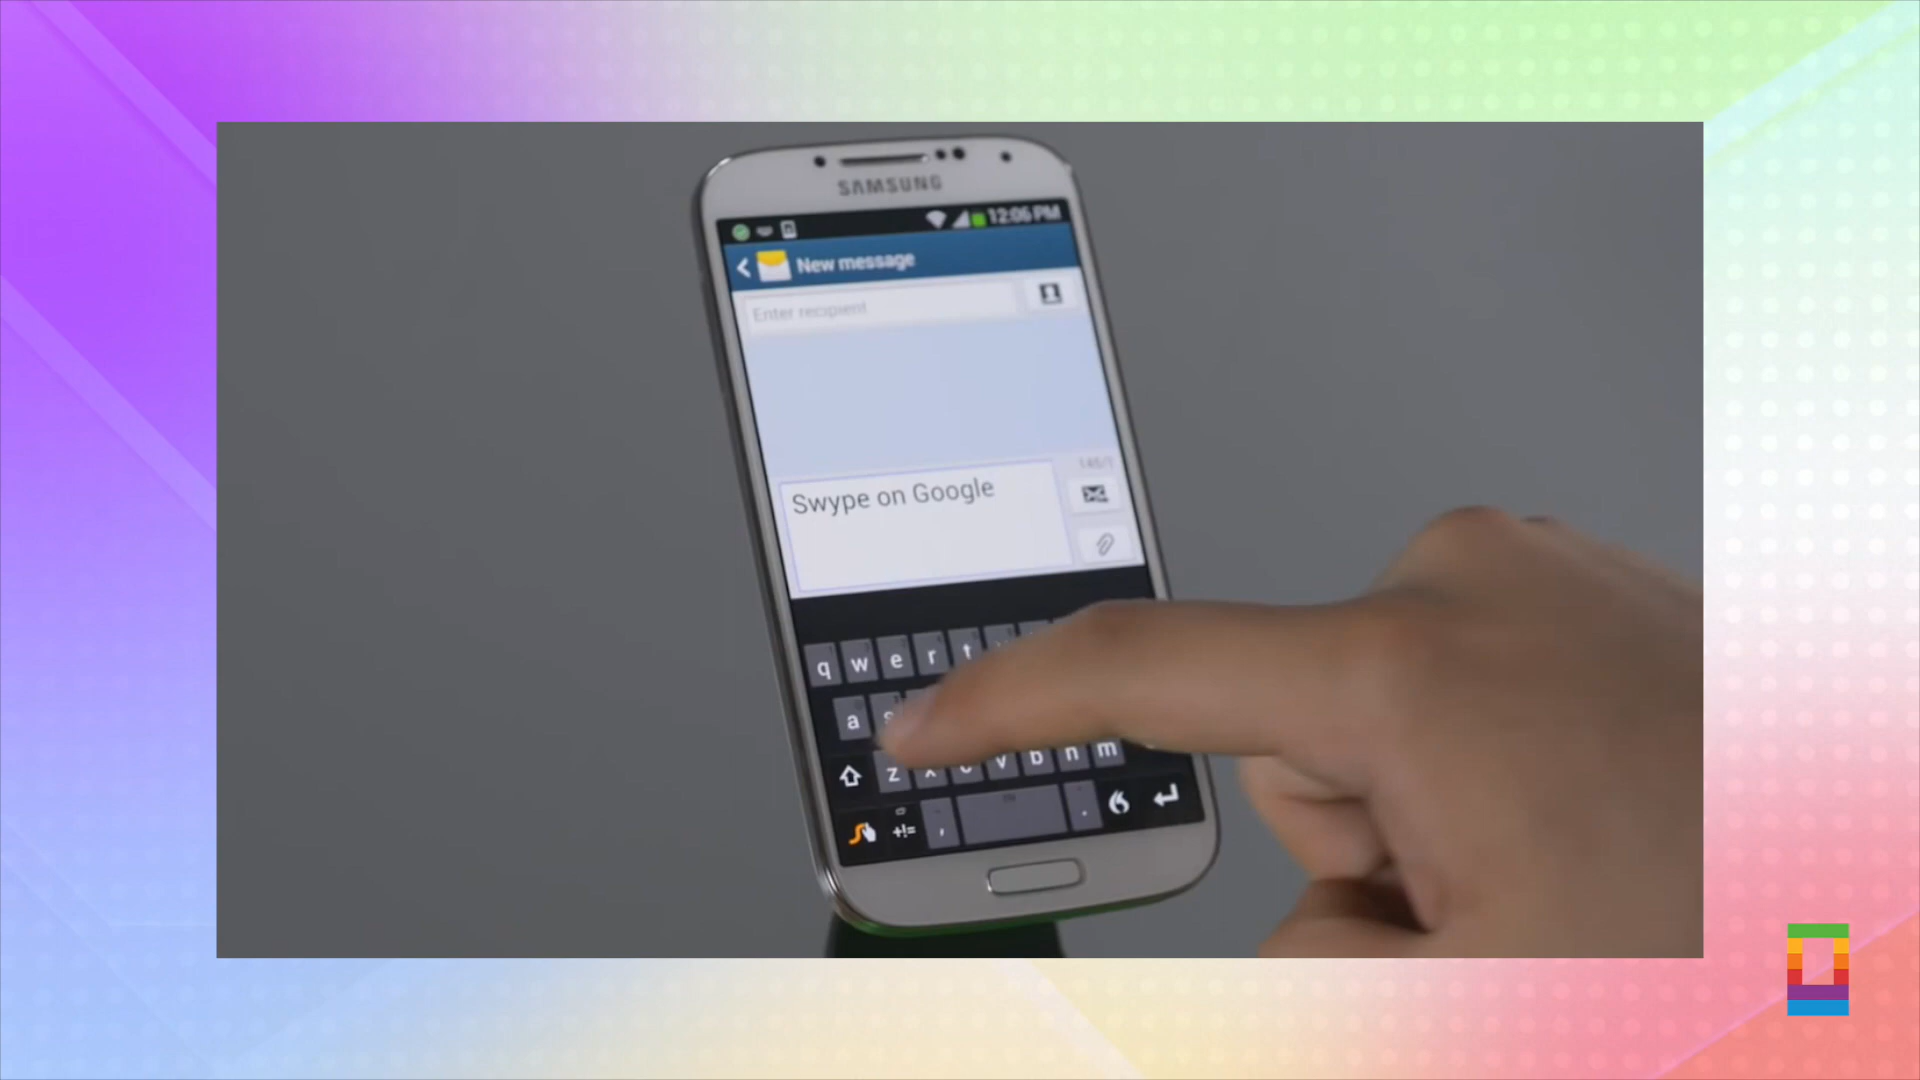 SAMSUNG
12:06 PM
New message
Enter recipient
Swype on Google
q w e r t
a s
z x c v b n m
+!= , .